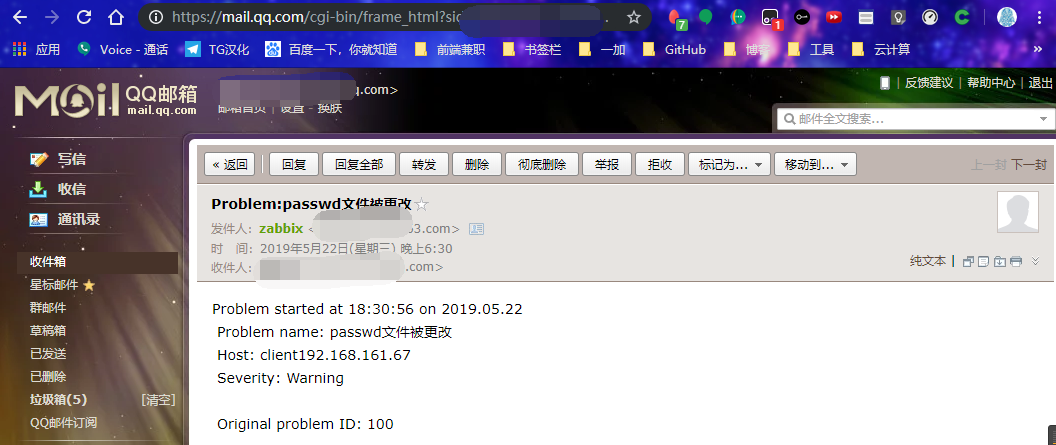 https://mail.qq.com/cgi-bin/frame_html?sid
7
1
应用 Voice - 通话 TG汉化 百度一下，你就知道 前端兼职 书签栏 一加 GitHub 博客 工具 云计算 »
Mail QQ邮箱
mail.qq.com
q.com>
邮箱首页 | 设置 - 换肤
反馈建议 | 帮助中心 | 退出
邮件全文搜索...
写信
收信
通讯录
收件箱
星标邮件
群邮件
草稿箱
已发送
已删除
垃圾箱(5) [清空]
QQ邮件订阅
« 返回 回复 回复全部 转发 删除 彻底删除 举报 拒收 标记为... 移动到... 上一封 下一封
Problem:passwd文件被更改
发件人：zabbix < 3.com>
时 间：2019年5月22日(星期三) 晚上6:30
收件人： .com>
纯文本 |
Problem started at 18:30:56 on 2019.05.22
Problem name: passwd文件被更改
Host: client192.168.161.67
Severity: Warning
Original problem ID: 100